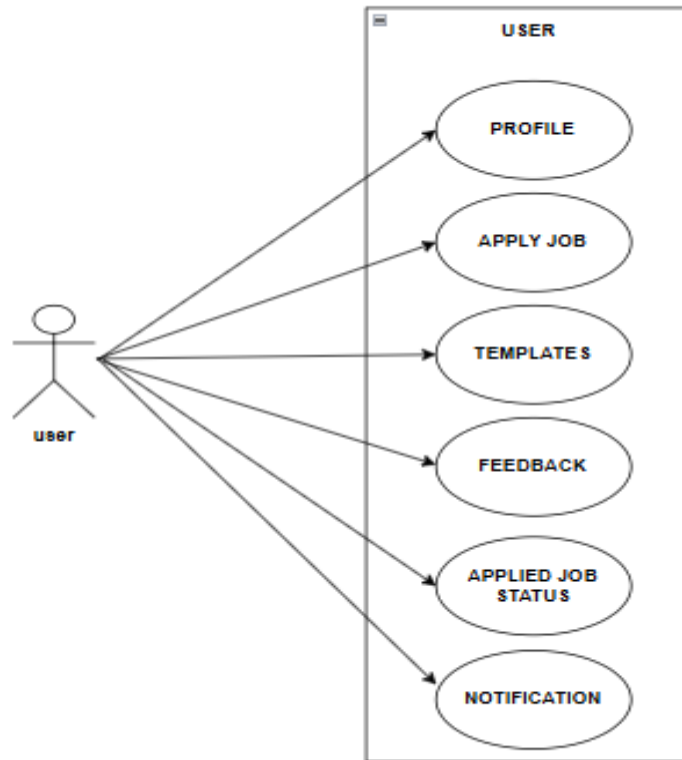 USER
PROFILE
APPLY JOB
TEMPLATES
user
FEEDBACK
APPLIED JOB
STATUS
NOTIFICATION